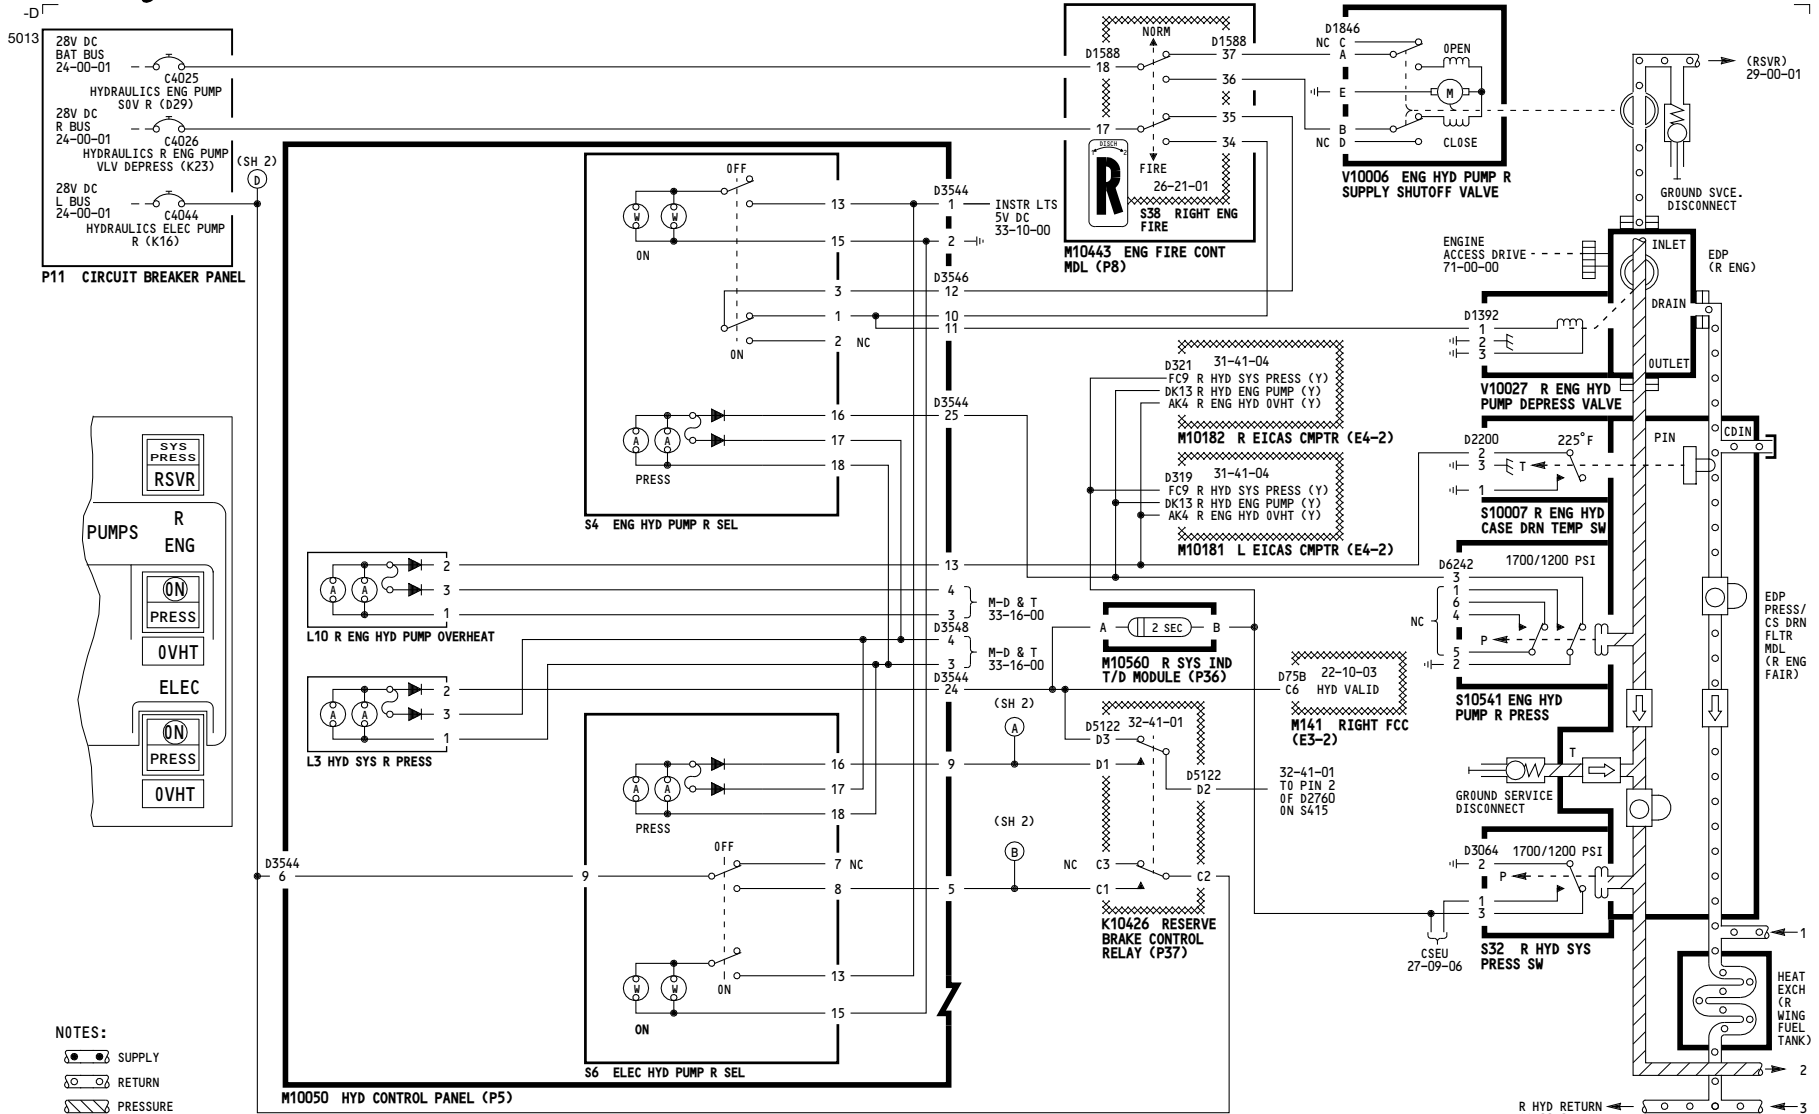 -D
5013
28V DC
BAT BUS
24-00-01
C4025
HYDRAULICS ENG PUMP
SOV R (D29)
28V DC
R BUS
24-00-01
C4026
HYDRAULICS R ENG PUMP
VLV DEPRESS (K23)
28V DC
L BUS
24-00-01
C4044
HYDRAULICS ELEC PUMP
R (K16)
P11 CIRCUIT BREAKER PANEL
(SH 2)
D
SYS
PRESS
RSVR
PUMPS
R
ENG
ON
PRESS
OVHT
ELEC
ON
PRESS
OVHT
NOTES:
SUPPLY
RETURN
PRESSURE
OFF
W W
ON
13
15
3
1
2 NC
ON
A A
PRESS
16
17
18
S4 ENG HYD PUMP R SEL
A A
2
3
1
L10 R ENG HYD PUMP OVERHEAT
A A
2
3
1
L3 HYD SYS R PRESS
A A
PRESS
16
17
18
OFF
7 NC
8
9
ON
13
W W
15
ON
S6 ELEC HYD PUMP R SEL
D3544
6
M10050 HYD CONTROL PANEL (P5)
D3544
1
INSTR LTS
5V DC
33-10-00
2
D3546
12
10
11
D3544
25
13
4
3
M-D & T
33-16-00
D3548
4
3
M-D & T
33-16-00
D3544
24
9
5
(SH 2)
A
(SH 2)
B
D1588
18
17
NORM
D1588
37
36
35
34
DISCH
1 2
R
FIRE
26-21-01
S38 RIGHT ENG
FIRE
M10443 ENG FIRE CONT
MDL (P8)
D1846
NC C
A
E
B
NC D
OPEN
M
CLOSE
V10006 ENG HYD PUMP R
SUPPLY SHUTOFF VALVE
(RSVR)
29-00-01
GROUND SVCE.
DISCONNECT
ENGINE
ACCESS DRIVE
71-00-00
INLET
EDP
(R ENG)
DRAIN
OUTLET
D1392
1
2
3
V10027 R ENG HYD
PUMP DEPRESS VALVE
D321
31-41-04
FC9 R HYD SYS PRESS (Y)
DK13 R HYD ENG PUMP (Y)
AK4 R ENG HYD OVHT (Y)
M10182 R EICAS CMPTR (E4-2)
D319
31-41-04
FC9 R HYD SYS PRESS (Y)
DK13 R HYD ENG PUMP (Y)
AK4 R ENG HYD OVHT (Y)
M10181 L EICAS CMPTR (E4-2)
D2200
2
3
1
225°F
T
PIN
CDIN
S10007 R ENG HYD
CASE DRN TEMP SW
D6242
1700/1200 PSI
3
1
6
4
NC
P
5
2
S10541 ENG HYD
PUMP R PRESS
EDP
PRESS/
CS DRN
FLTR
MDL
(R ENG
FAIR)
A
2 SEC
B
M10560 R SYS IND
T/D MODULE (P36)
D75B
C6
22-10-03
HYD VALID
M141 RIGHT FCC
(E3-2)
D5122
D3
32-41-01
D1
D5122
D2
32-41-01
TO PIN 2
OF D2760
ON S415
NC C3
C1
C2
K10426 RESERVE
BRAKE CONTROL
RELAY (P37)
T
GROUND SERVICE
DISCONNECT
D3064
2
1700/1200 PSI
P
1
3
CSEU
27-09-06
S32 R HYD SYS
PRESS SW
1
HEAT
EXCH
(R
WING
FUEL
TANK)
2
R HYD RETURN
3